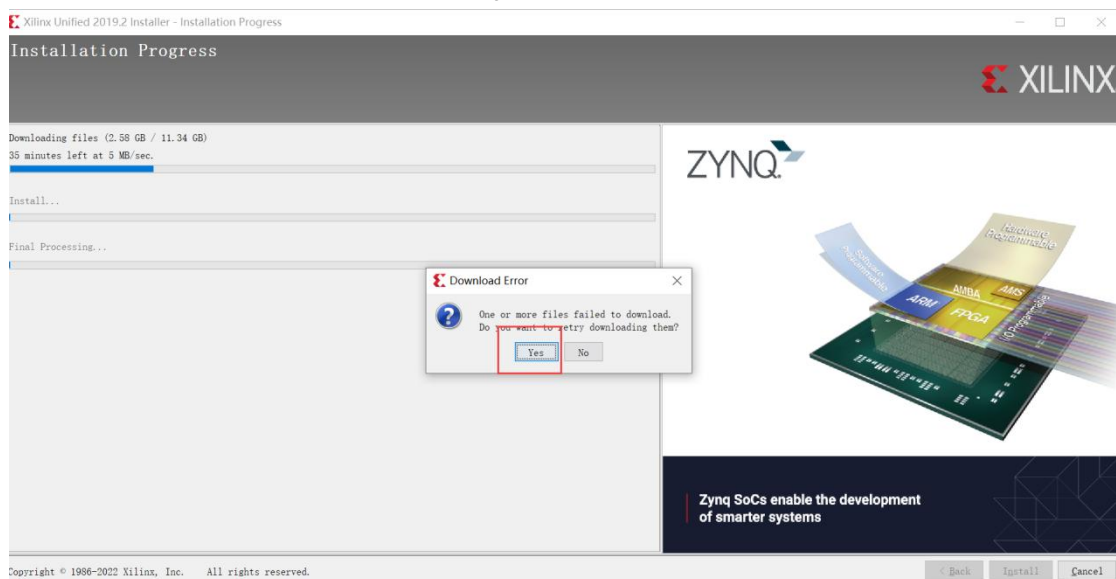 Xilinx Unified 2019.2 Installer - Installation Progress
Installation Progress
XILINX
Downloading files (2.58 GB / 11.34 GB)
35 minutes left at 5 MB/sec.
Install...
Final Processing...
Download Error
One or more files failed to download.
Do you want to retry downloading them?
Yes
No
ZYNQ
Hardware
Programmable
Software
Programmable
ARM
AMBA
AMS
FPGA
I/O Programmable
Zynq SoCs enable the development
of smarter systems
Copyright © 1986-2022 Xilinx, Inc. All rights reserved.
< Back
Install
Cancel